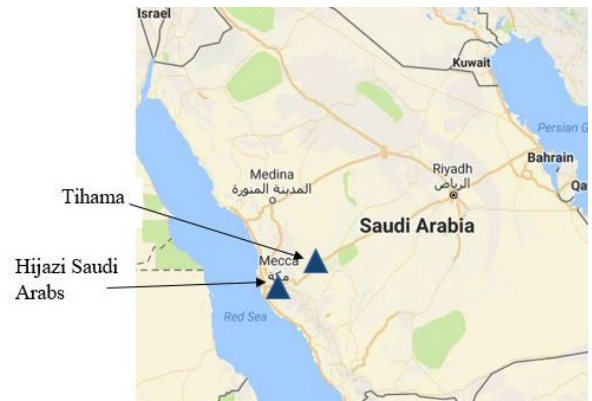 Israel
Kuwait
Persian G
Medina
المدينة المنورة
Riyadh
الرياض
Bahrain
Qa
Tihama
Saudi Arabia
Mecca
مكة
Hijazi Saudi
Arabs
Red Sea